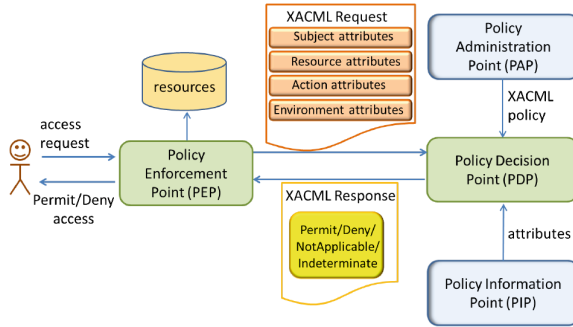 XACML Request
Subject attributes
Resource attributes
Action attributes
Environment attributes
Policy
Administration
Point (PAP)
resources
XACML
policy
access
request
Policy
Enforcement
Point (PEP)
Policy Decision
Point (PDP)
Permit/Deny
access
XACML Response
Permit/Deny/
NotApplicable/
Indeterminate
attributes
Policy Information
Point (PIP)